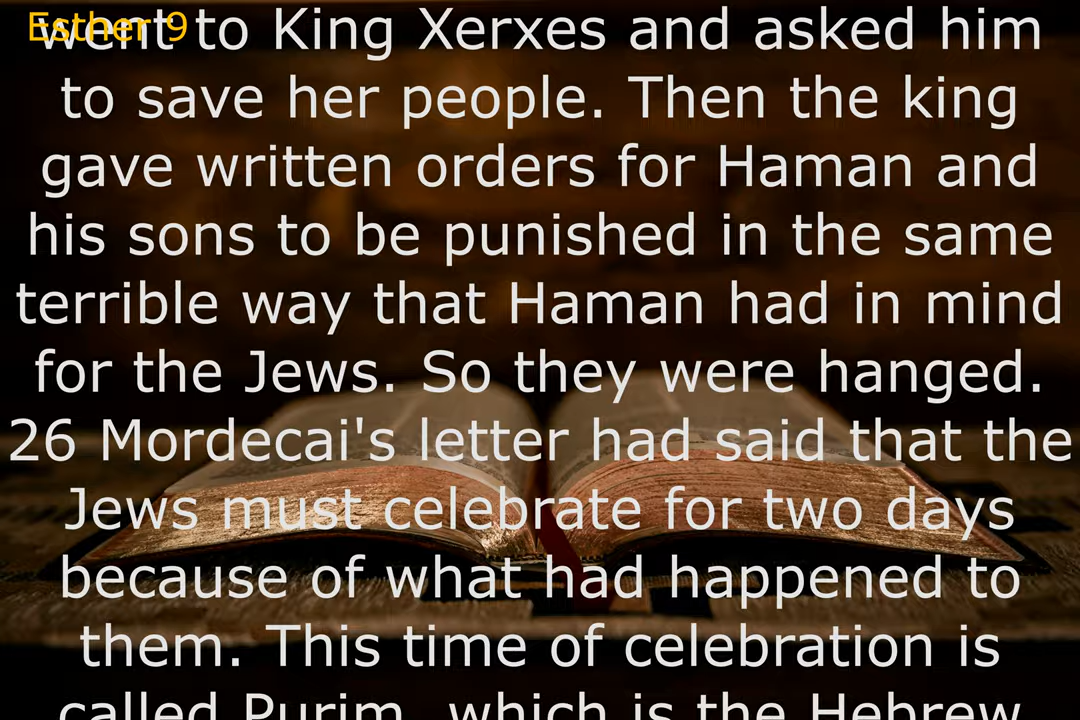 Esther 9
went to King Xerxes and asked him
to save her people. Then the king
gave written orders for Haman and
his sons to be punished in the same
terrible way that Haman had in mind
for the Jews. So they were hanged.
26 Mordecai's letter had said that the
Jews must celebrate for two days
because of what had happened to
them. This time of celebration is
called Purim, which is the Hebrew